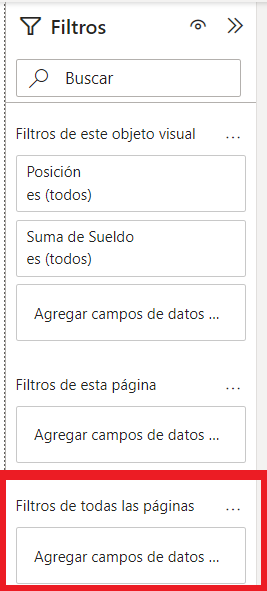 Filtros
Buscar
Filtros de este objeto visual ...
Posición
es (todos)
Suma de Sueldo
es (todos)
Agregar campos de datos ...
Filtros de esta página ...
Agregar campos de datos ...
Filtros de todas las páginas ...
Agregar campos de datos ...